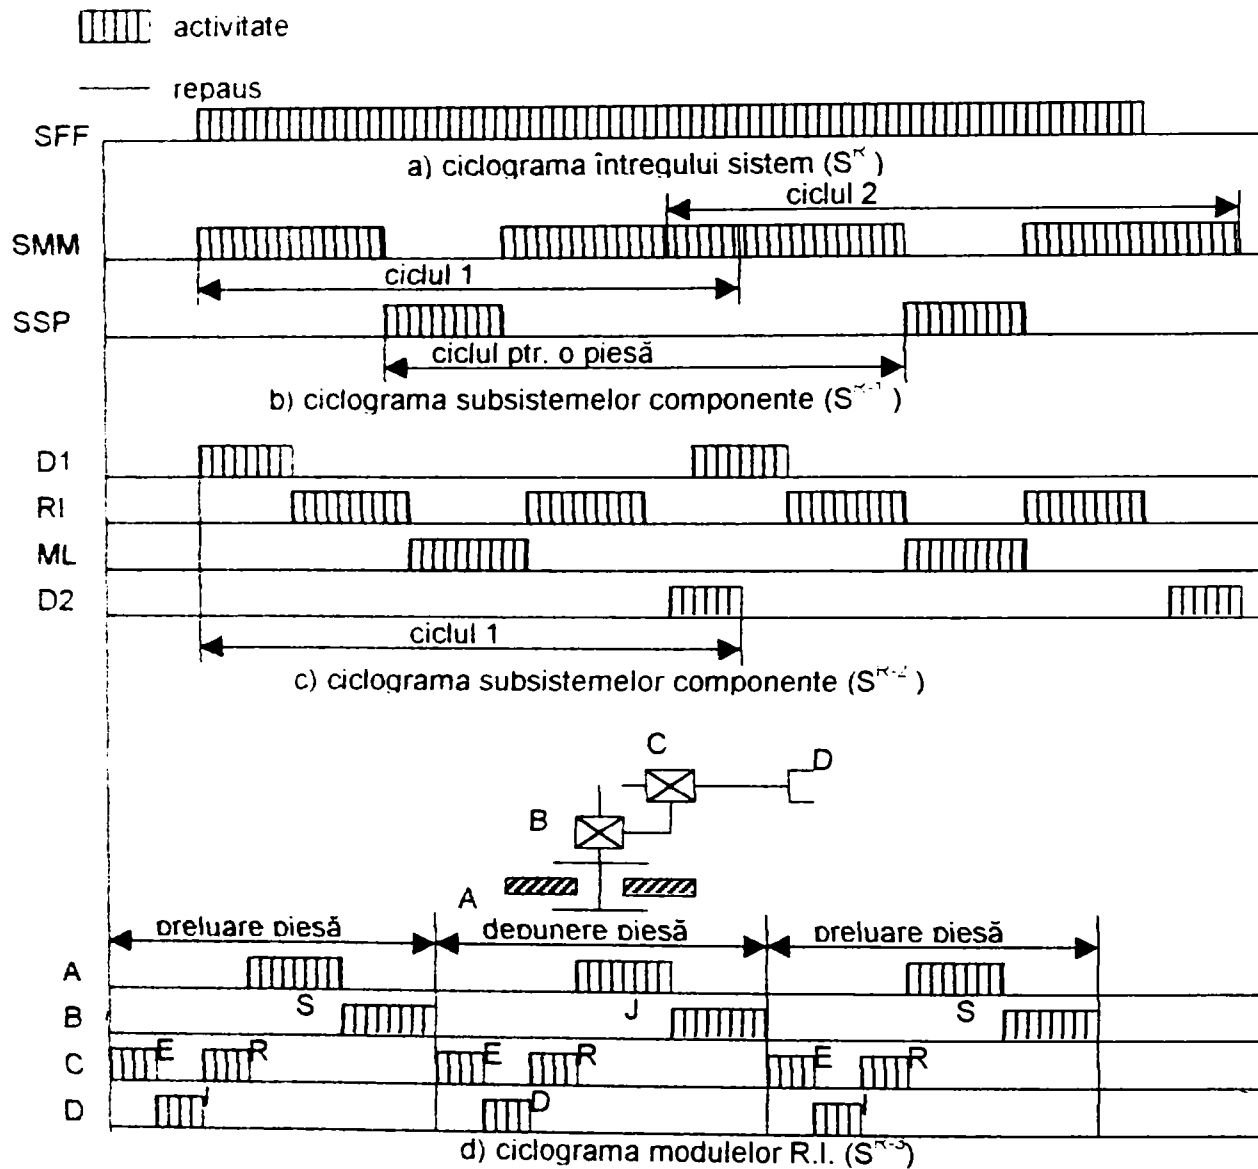 activitate
repaus
SFF
a) ciclograma întregului sistem (S^R)
ciclul 2
SMM
ciclul 1
SSP
ciclul ptr. o piesă
b) ciclograma subsistemelor componente (S^R-1)
D1
RI
ML
D2
ciclul 1
c) ciclograma subsistemelor componente (S^R-2)
C
D
B
A
preluare piesă
depunere piesă
preluare piesă
A
S
J
S
B
E
R
E
R
E
R
C
I
D
I
D
d) ciclograma modulelor R.I. (S^R-3)